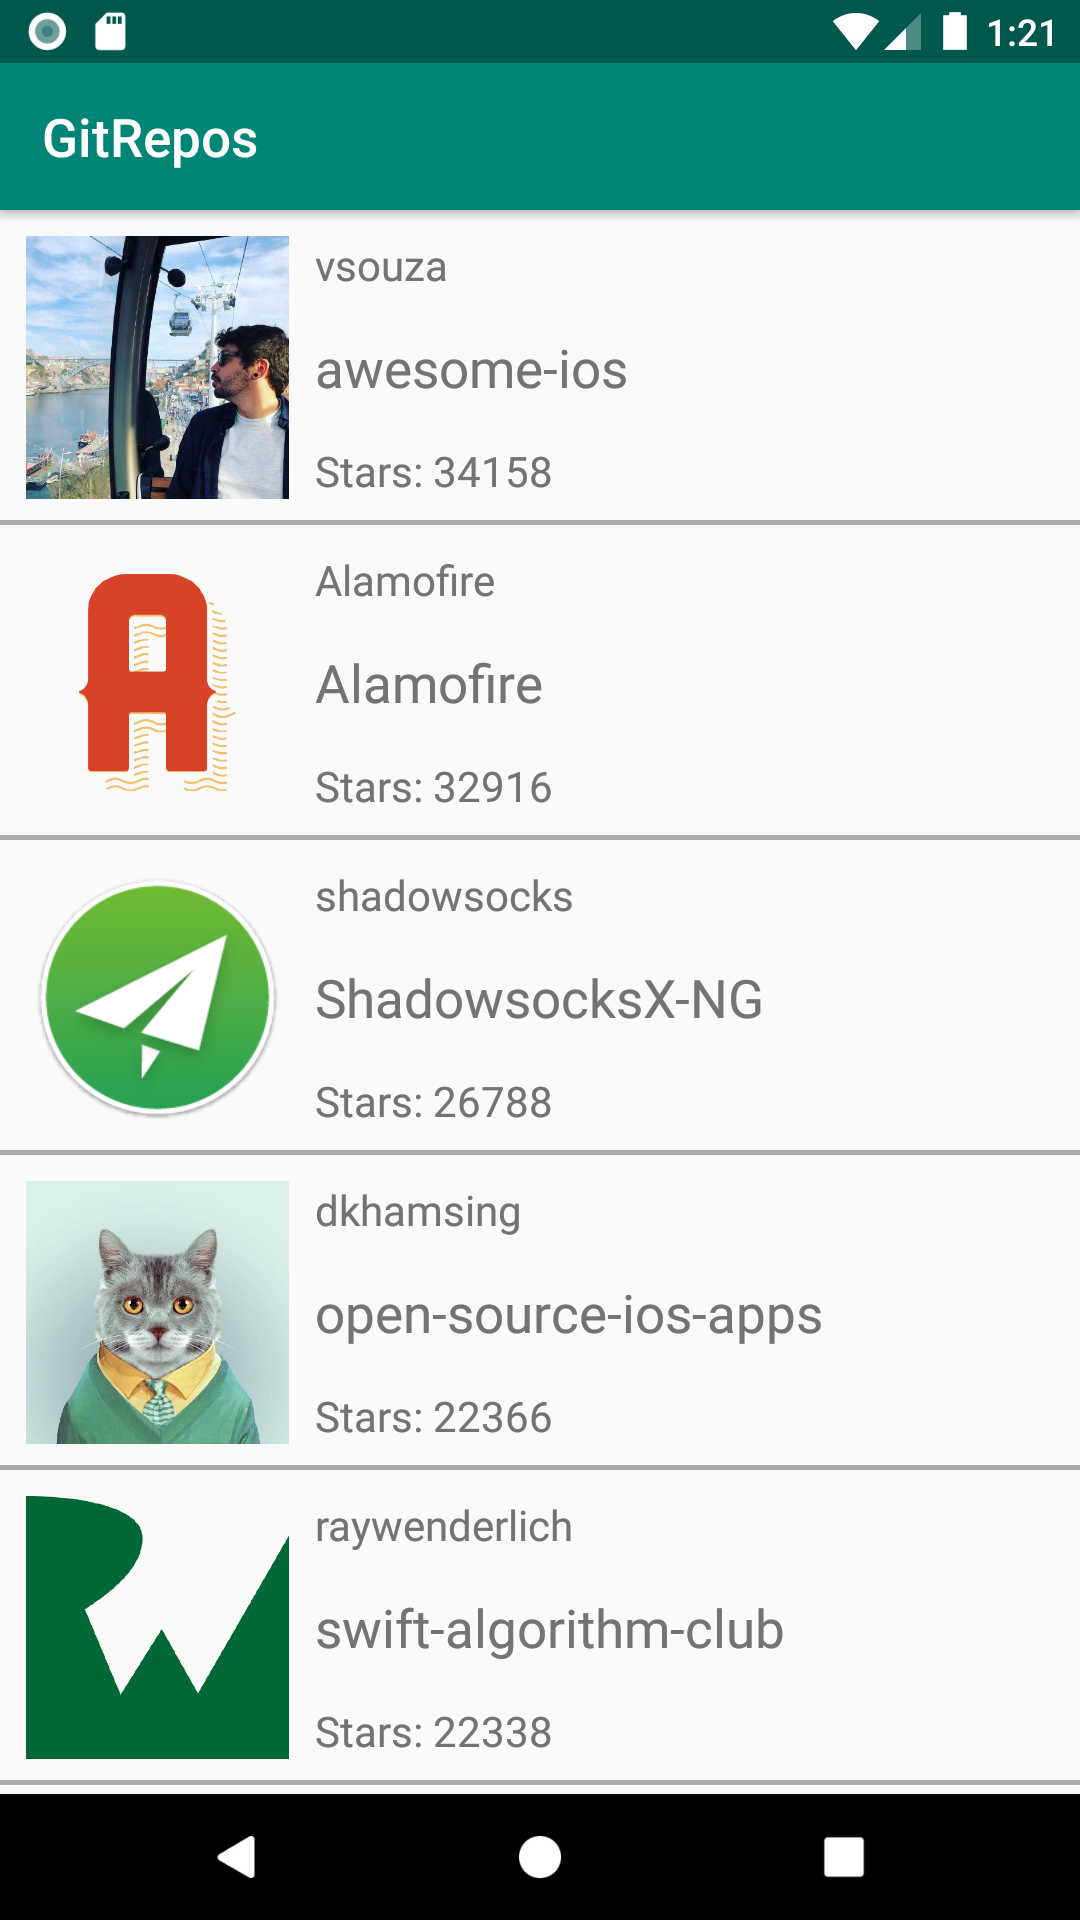 1:21
GitRepos
vsouza
awesome-ios
Stars: 34158
Alamofire
Alamofire
Stars: 32916
shadowsocks
ShadowsocksX-NG
Stars: 26788
dkhamsing
open-source-ios-apps
Stars: 22366
raywenderlich
swift-algorithm-club
Stars: 22338